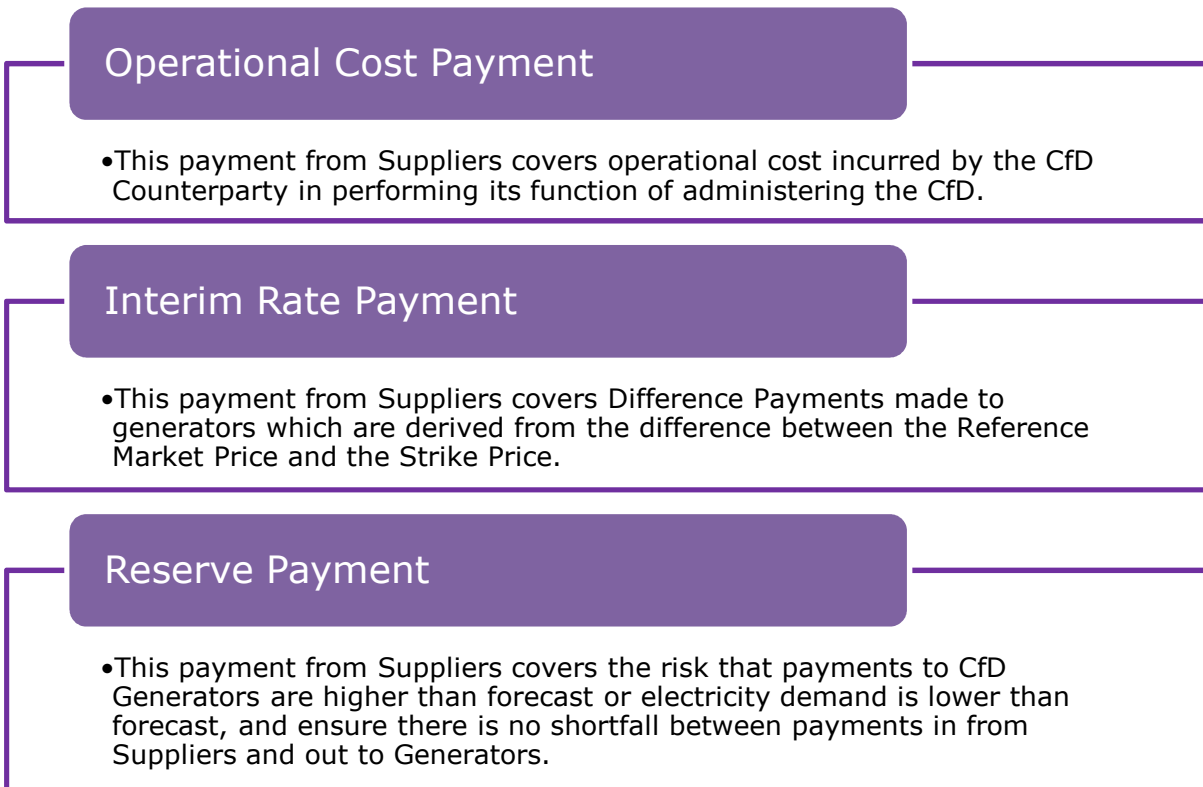 Operational Cost Payment
•This payment from Suppliers covers operational cost incurred by the CfD
Counterparty in performing its function of administering the CfD.
Interim Rate Payment
•This payment from Suppliers covers Difference Payments made to
generators which are derived from the difference between the Reference
Market Price and the Strike Price.
Reserve Payment
•This payment from Suppliers covers the risk that payments to CfD
Generators are higher than forecast or electricity demand is lower than
forecast, and ensure there is no shortfall between payments in from
Suppliers and out to Generators.